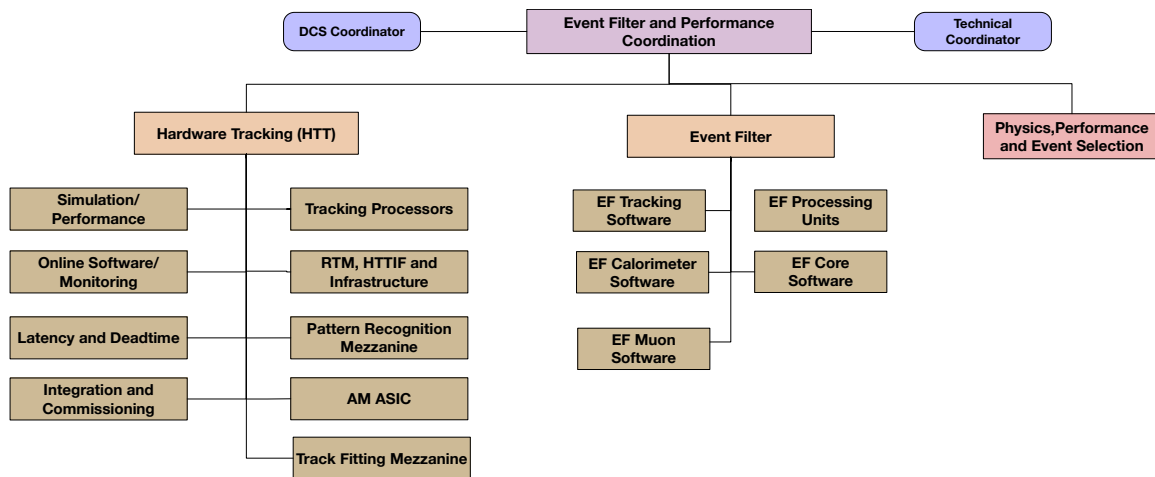 DCS Coordinator
Event Filter and Performance
Coordination
Technical
Coordinator
Hardware Tracking (HTT)
Event Filter
Physics,Performance
and Event Selection
Simulation/
Performance
Tracking Processors
Online Software/
Monitoring
RTM, HTTIF and
Infrastructure
Latency and Deadtime
Pattern Recognition
Mezzanine
Integration and
Commissioning
AM ASIC
Track Fitting Mezzanine
EF Tracking
Software
EF Processing
Units
EF Calorimeter
Software
EF Core
Software
EF Muon
Software